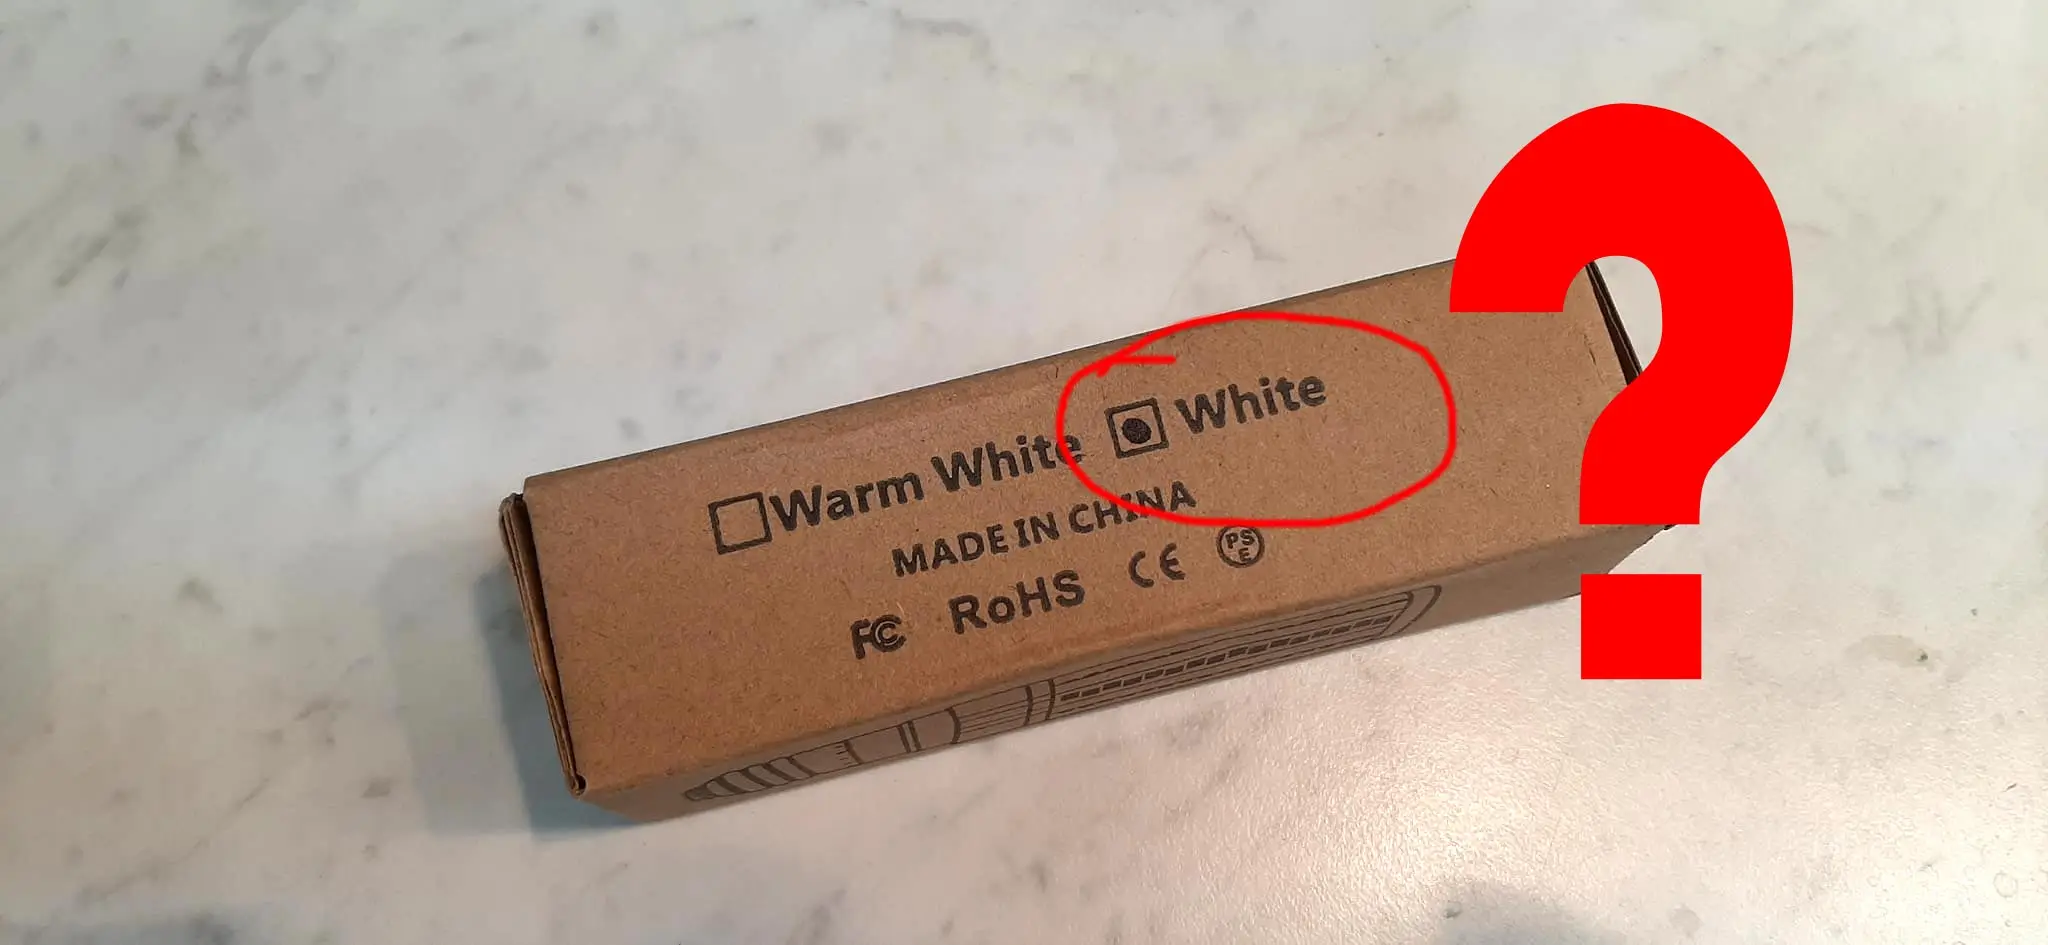 Warm White White
MADE IN CHINA
FC RoHS CE PSE
?